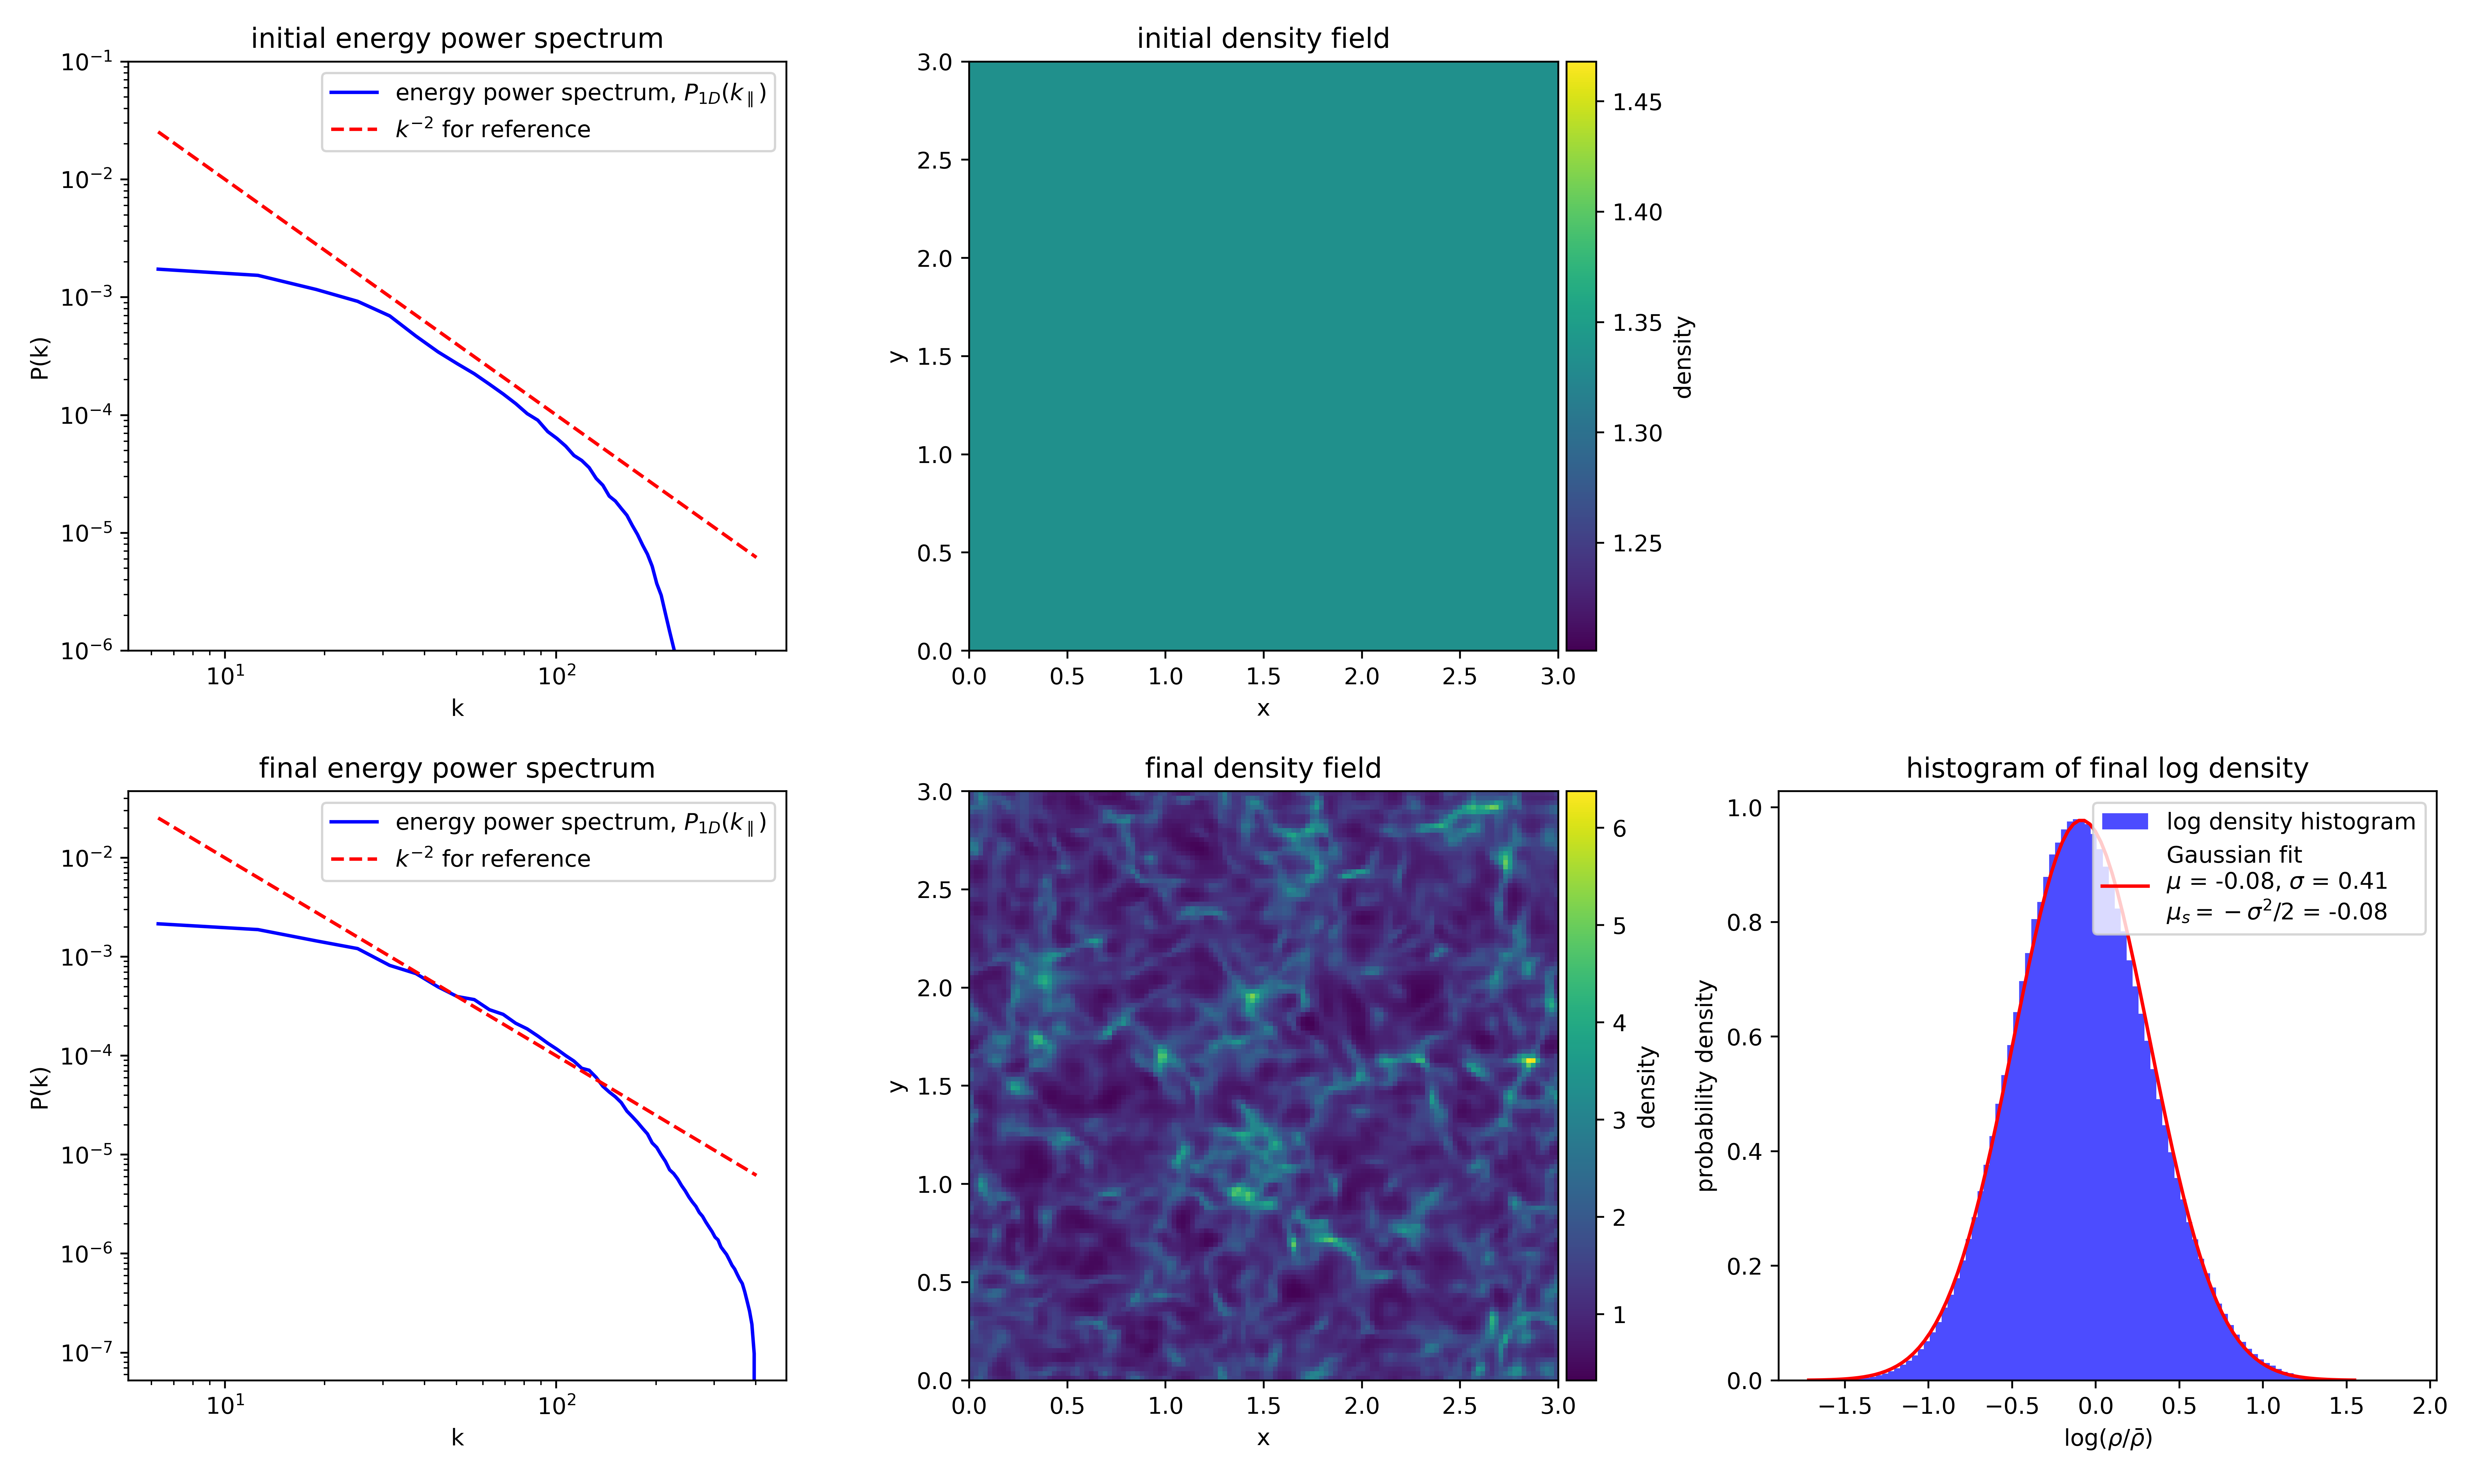 initial energy power spectrum
10⁻¹
10⁻²
10⁻³
10⁻⁴
10⁻⁵
10⁻⁶
P(k)
energy power spectrum, P₁D(k∥)
k⁻² for reference
10¹
10²
k
initial density field
3.0
2.5
2.0
1.5
1.0
0.5
0.0
y
0.0 0.5 1.0 1.5 2.0 2.5 3.0
x
1.45
1.40
1.35
1.30
1.25
density
final energy power spectrum
10⁻²
10⁻³
10⁻⁴
10⁻⁵
10⁻⁶
10⁻⁷
P(k)
energy power spectrum, P₁D(k∥)
k⁻² for reference
10¹
10²
k
final density field
3.0
2.5
2.0
1.5
1.0
0.5
0.0
y
0.0 0.5 1.0 1.5 2.0 2.5 3.0
x
6
5
4
3
2
1
density
histogram of final log density
1.0
0.8
0.6
0.4
0.2
0.0
probability density
log density histogram
Gaussian fit
μ = -0.08, σ = 0.41
μₛ = −σ²/2 = -0.08
−1.5 −1.0 −0.5 0.0 0.5 1.0 1.5 2.0
log(ρ/ρ̄)